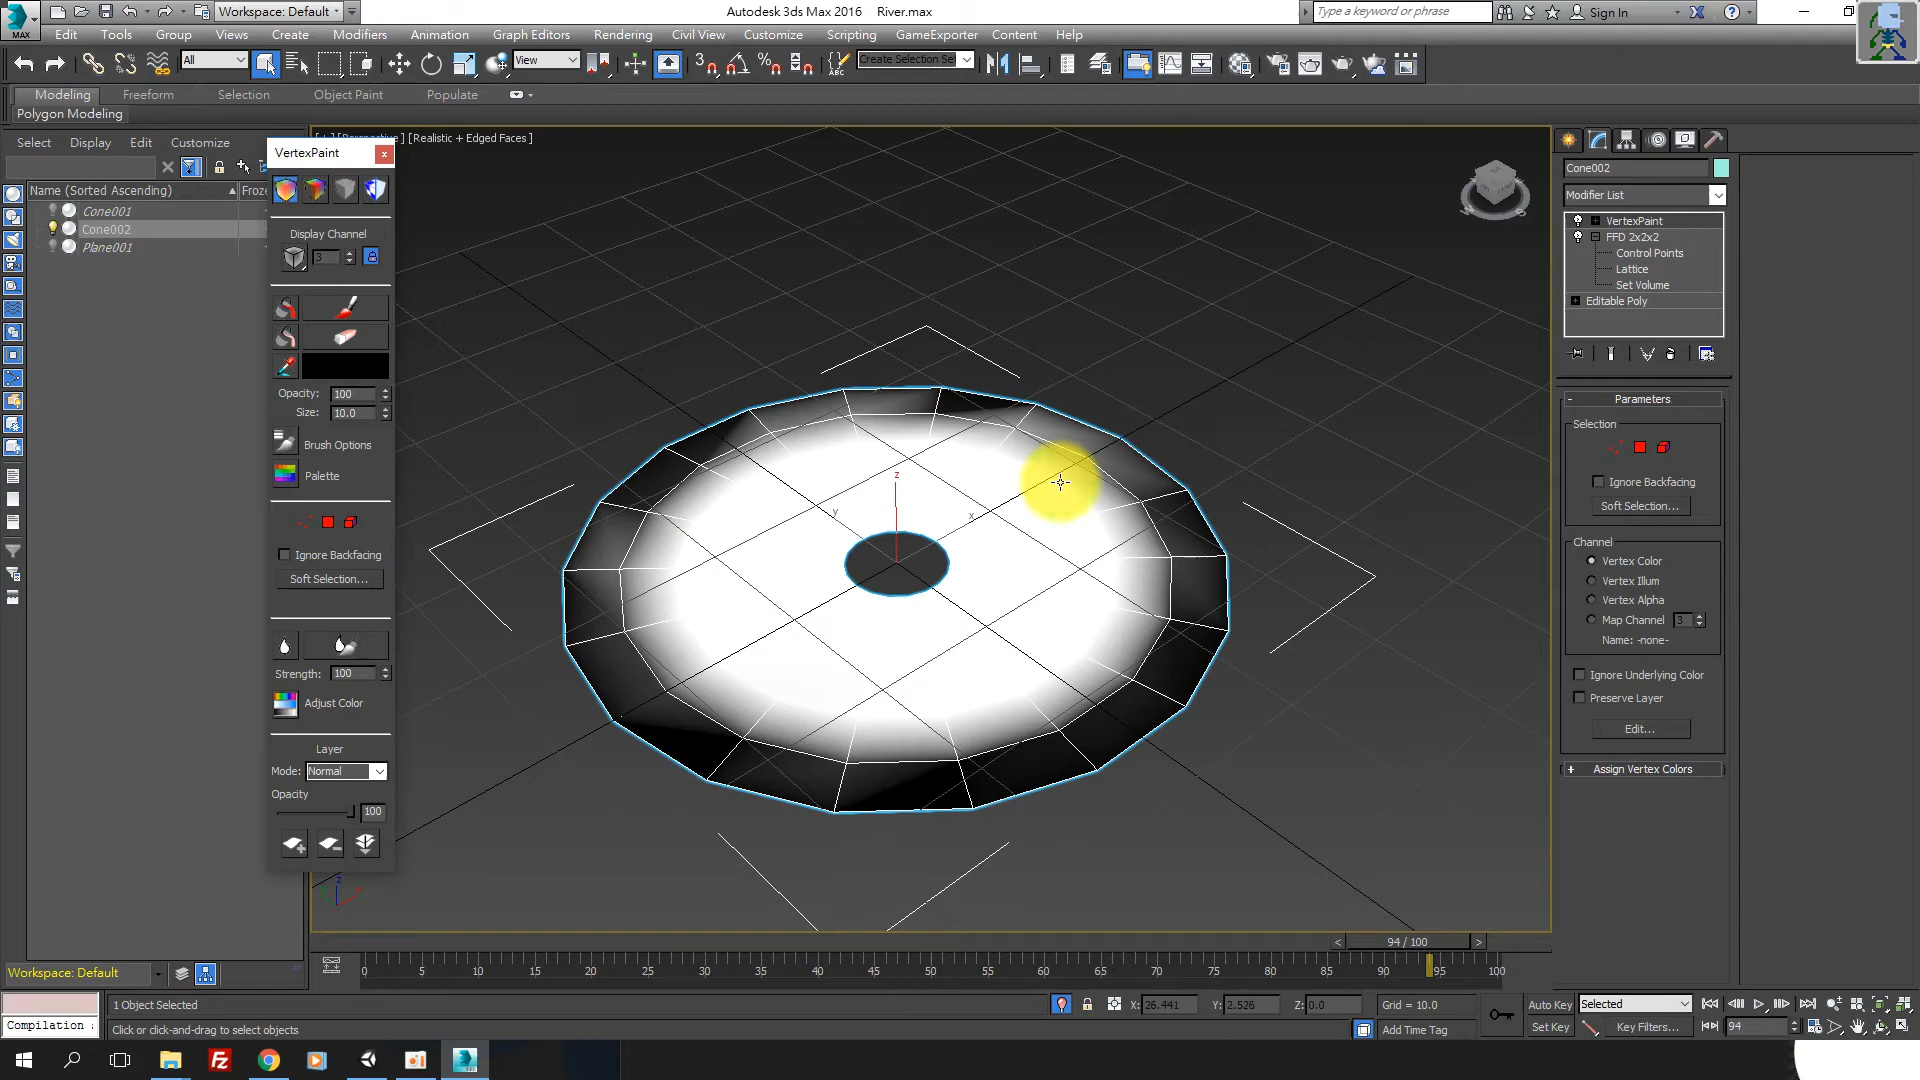 Workspace: Default
Autodesk 3ds Max 2016 River.max
Type a keyword or phrase
Sign In
MAX
Edit Tools Group Views Create Modifiers Animation Graph Editors Rendering Civil View Customize Scripting GameExporter Content Help
All
View
3
ABC
Create Selection Se
Modeling Freeform Selection Object Paint Populate
Polygon Modeling
Select Display Edit Customize
Name (Sorted Ascending) Froze
Cone001
Cone002
Plane001
VertexPaint
Display Channel
3
Opacity: 100
Size: 10.0
Brush Options
Palette
Ignore Backfacing
Soft Selection...
Strength: 100
Adjust Color
Layer
Mode: Normal
Opacity
100
[Realistic + Edged Faces ]
z
y
x
z
Cone002
Modifier List
VertexPaint
FFD 2x2x2
Control Points
Lattice
Set Volume
Editable Poly
- Parameters
Selection
Ignore Backfacing
Soft Selection...
Channel
Vertex Color
Vertex Illum
Vertex Alpha
Map Channel 3
Name: -none-
Ignore Underlying Color
Preserve Layer
Edit...
+ Assign Vertex Colors
< 94 / 100 >
0 5 10 15 20 25 30 35 40 45 50 55 60 65 70 75 80 85 90 95 100
Workspace: Default
1 Object Selected
X: 26.441 Y: 2.526 Z: 0.0 Grid = 10.0
Auto Key Selected
Compilation
Click or click-and-drag to select objects
Add Time Tag
Set Key Key Filters... 94